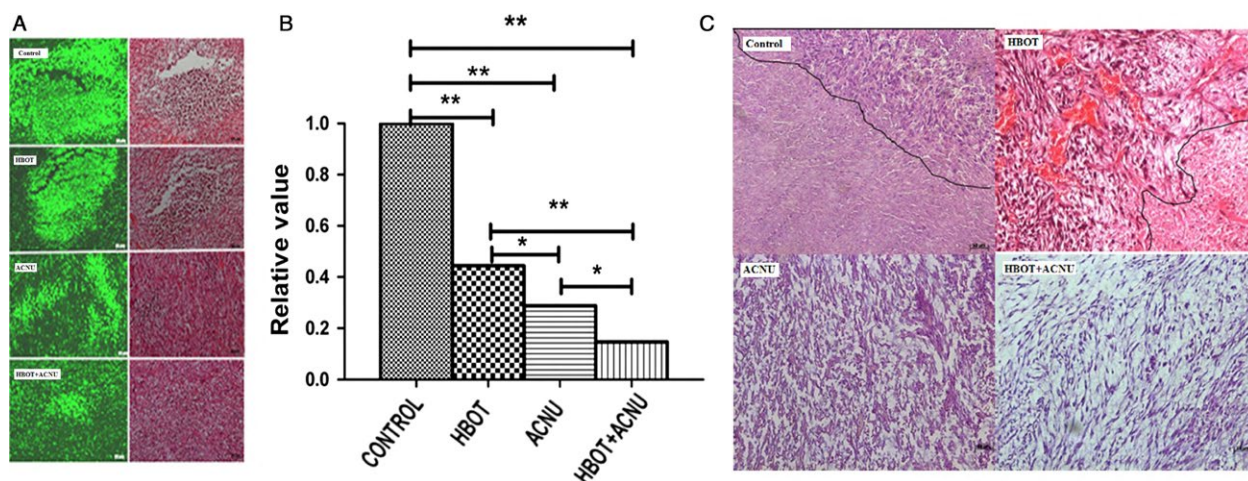 A
Control
HBOT
ACNU
HBOT+ACNU
B
**
**
**
**
*
*
Relative value
1.0
0.8
0.6
0.4
0.2
0.0
CONTROL
HBOT
ACNU
HBOT+ACNU
C
Control
HBOT
ACNU
HBOT+ACNU